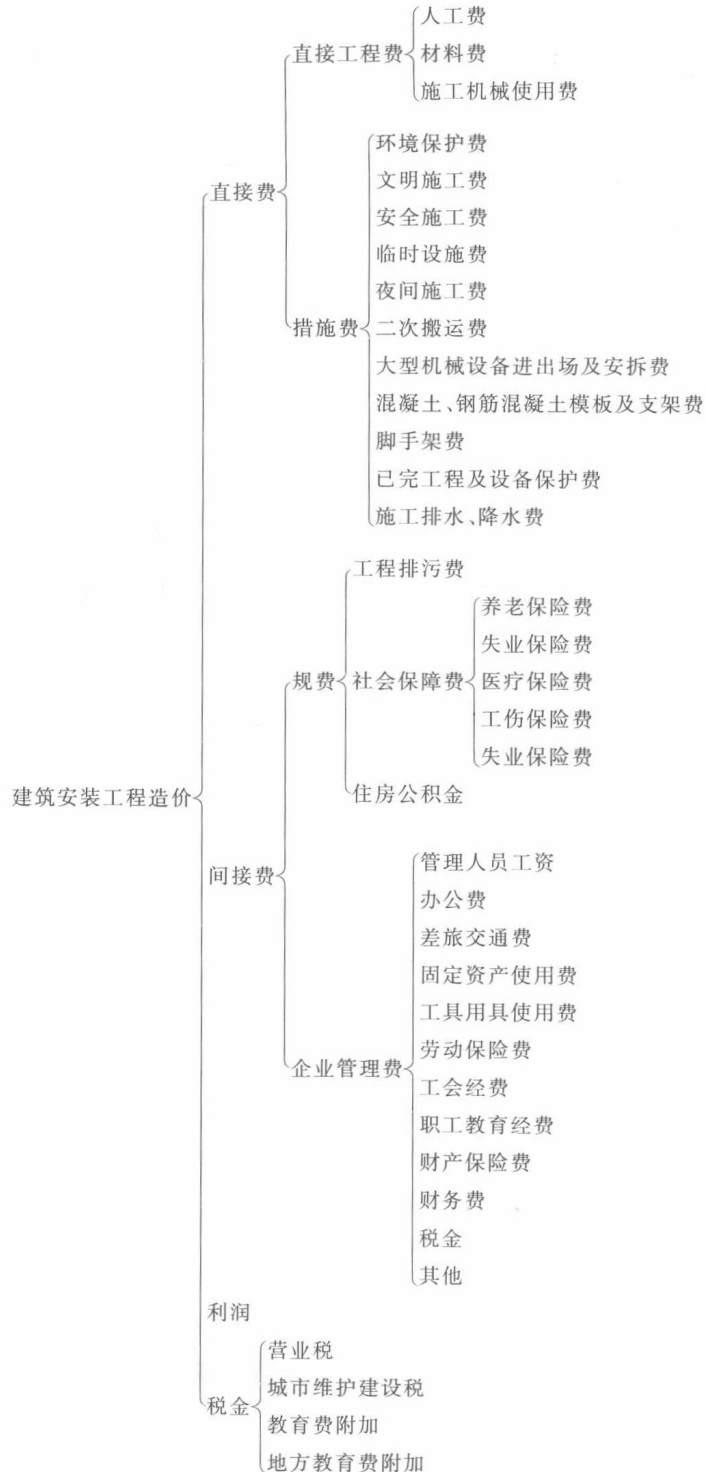 建筑安装工程造价
直接费
直接工程费
人工费
材料费
施工机械使用费
措施费
环境保护费
文明施工费
安全施工费
临时设施费
夜间施工费
二次搬运费
大型机械设备进出场及安拆费
混凝土、钢筋混凝土模板及支架费
脚手架费
已完工程及设备保护费
施工排水、降水费
间接费
规费
工程排污费
社会保障费
养老保险费
失业保险费
医疗保险费
工伤保险费
失业保险费
住房公积金
企业管理费
管理人员工资
办公费
差旅交通费
固定资产使用费
工具用具使用费
劳动保险费
工会经费
职工教育经费
财产保险费
财务费
税金
其他
利润
税金
营业税
城市维护建设税
教育费附加
地方教育费附加